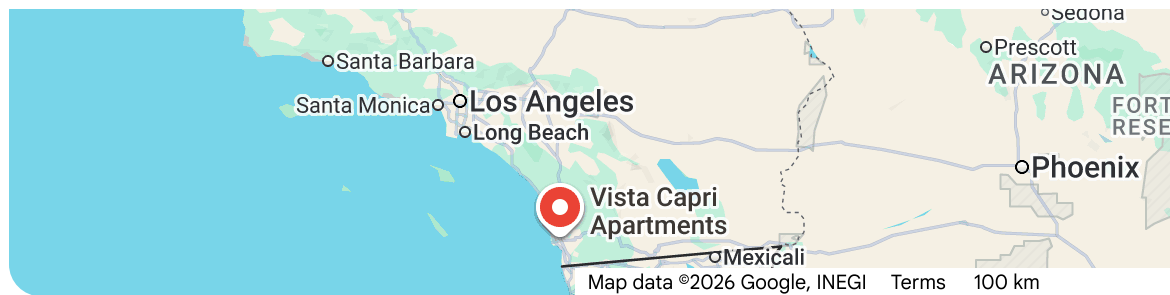 Sedona
Prescott
Santa Barbara
ARIZONA
Santa Monica
Los Angeles
FORT
RESE
Long Beach
Phoenix
Vista Capri
Apartments
Mexicali
Map data ©2026 Google, INEGI Terms 100 km